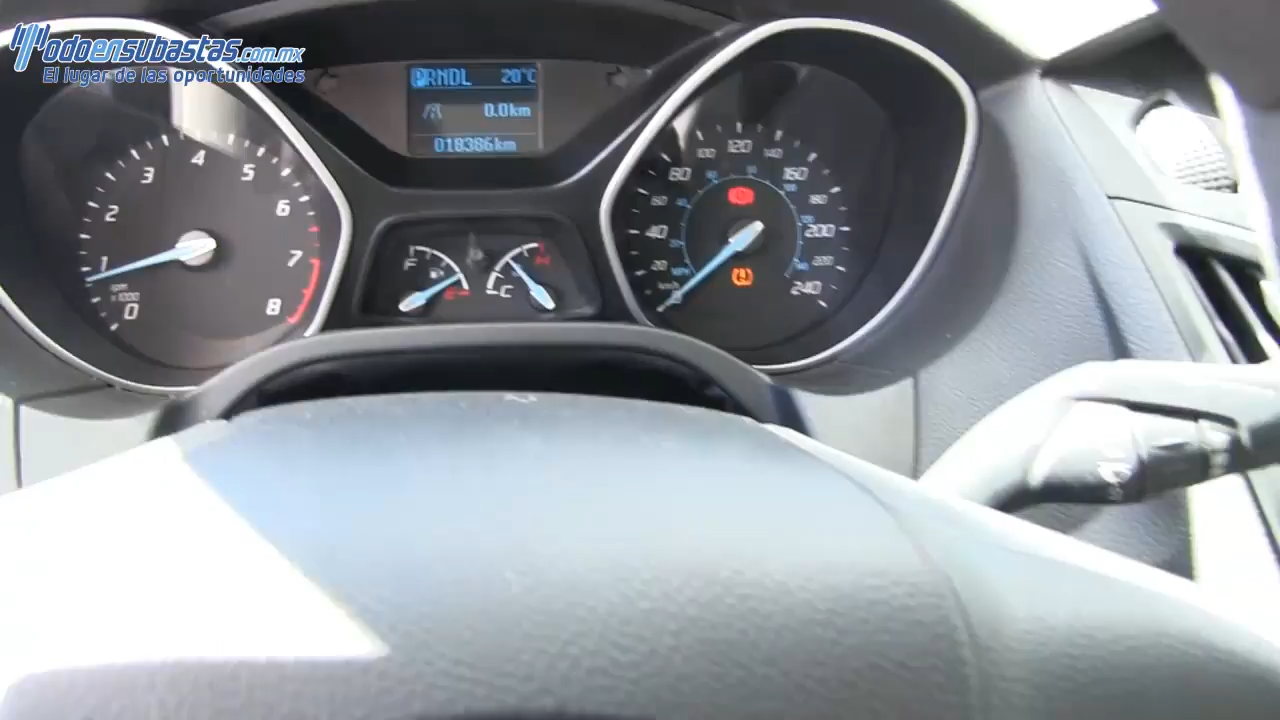 Todoensubastas.com.mx
El lugar de las oportunidades
PRNDL 20°C
0.0km
018386km
0 1 2 3 4 5 6 7 8
rpm
x1000
F
C H
20 40 60 80 100 120 140 160 180 200 220 240
km/h
MPH